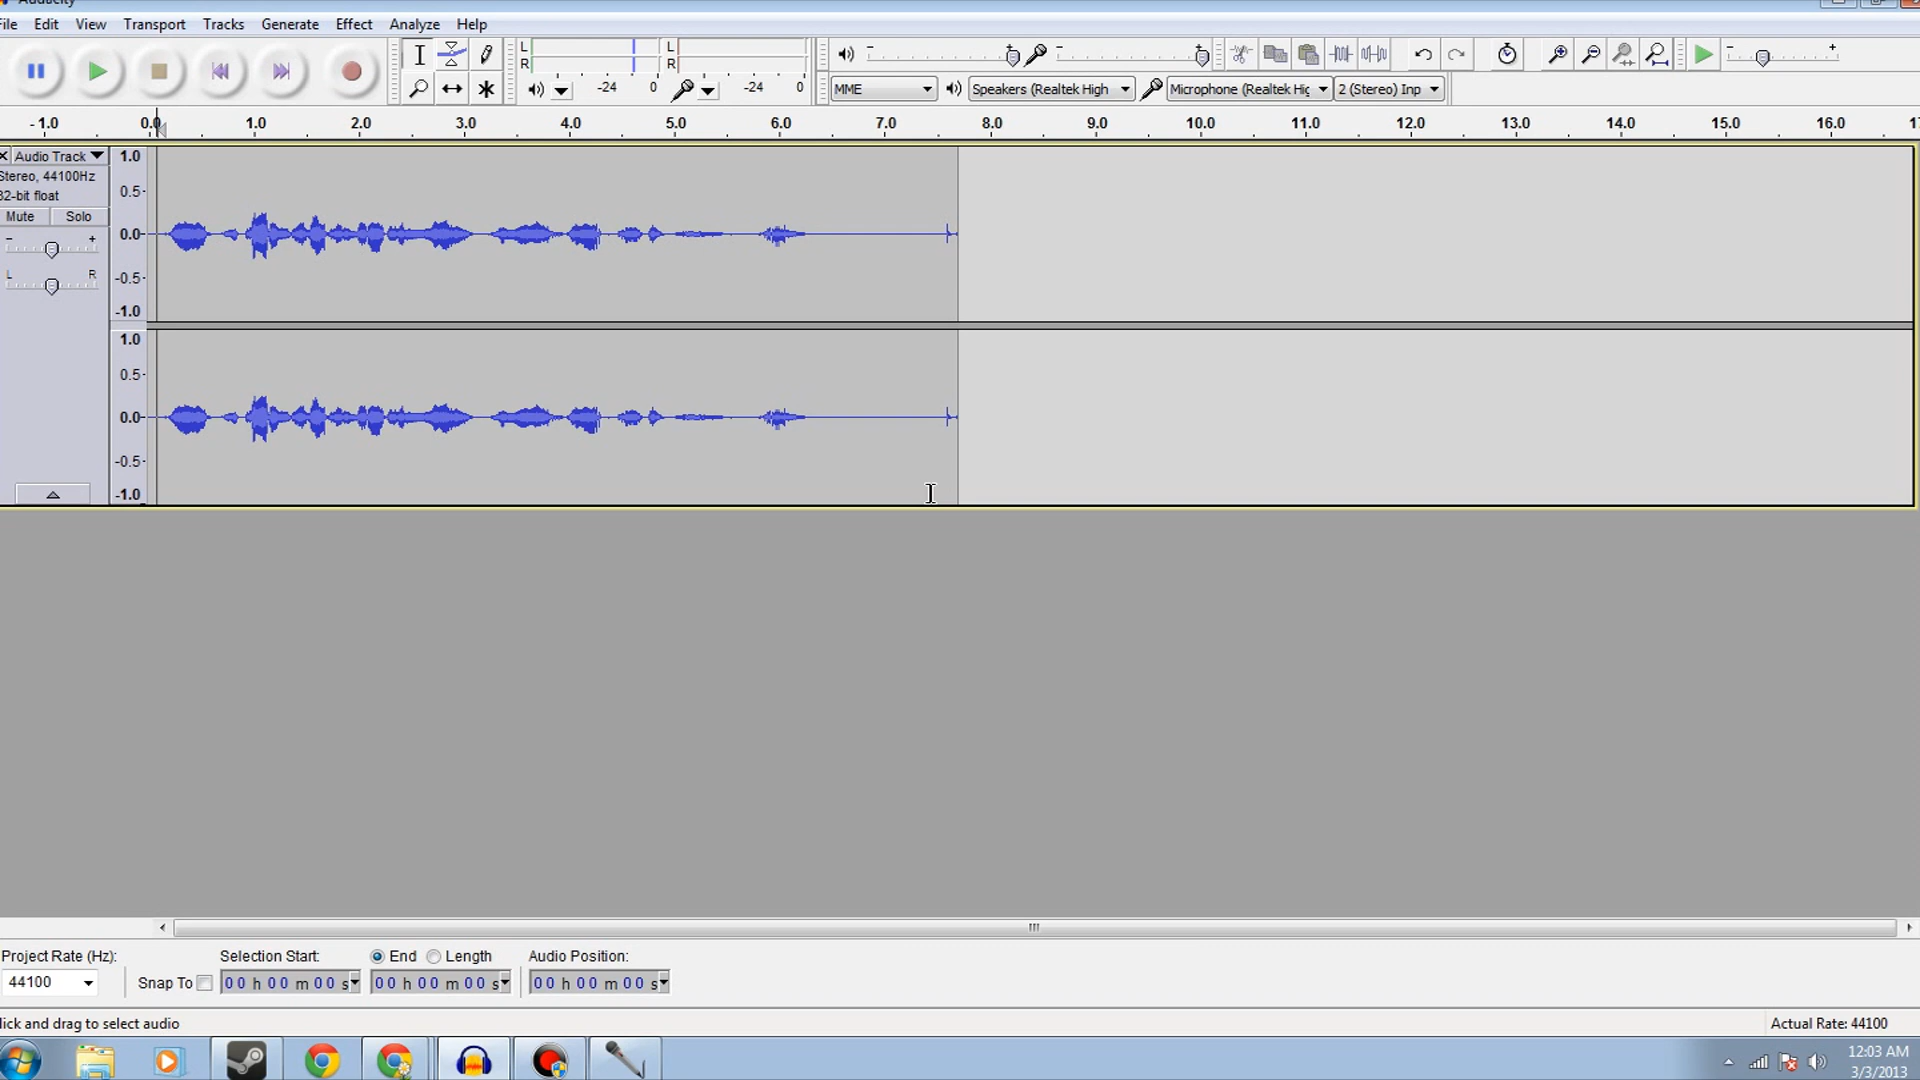 Audacity
File Edit View Transport Tracks Generate Effect Analyze Help
L R -24 0 L R -24 0
MME Speakers (Realtek High Microphone (Realtek Hig 2 (Stereo) Inp
- 1.0 0.0 1.0 2.0 3.0 4.0 5.0 6.0 7.0 8.0 9.0 10.0 11.0 12.0 13.0 14.0 15.0 16.0 17
Audio Track 1.0
Stereo, 44100Hz
32-bit float 0.5
Mute Solo
- + 0.0
L R -0.5
-1.0
1.0
0.5
0.0
-0.5
-1.0
Project Rate (Hz): Selection Start: End Length Audio Position:
44100 Snap To 00 h 00 m 00 s 00 h 00 m 00 s 00 h 00 m 00 s
lick and drag to select audio Actual Rate: 44100
12:03 AM
3/3/2013